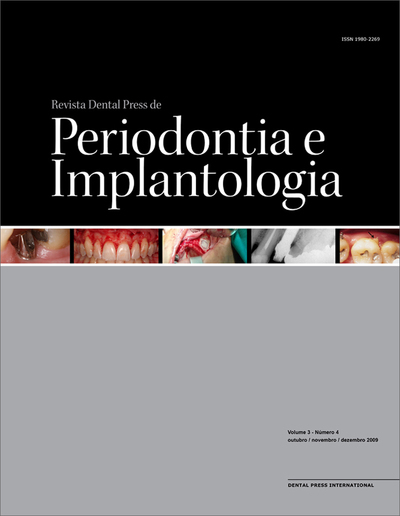 ISSN 1980-2269
Revista Dental Press de
Periodontia e
Implantologia
Volume 3 - Número 4
outubro / novembro / dezembro 2009
DENTAL PRESS INTERNATIONAL